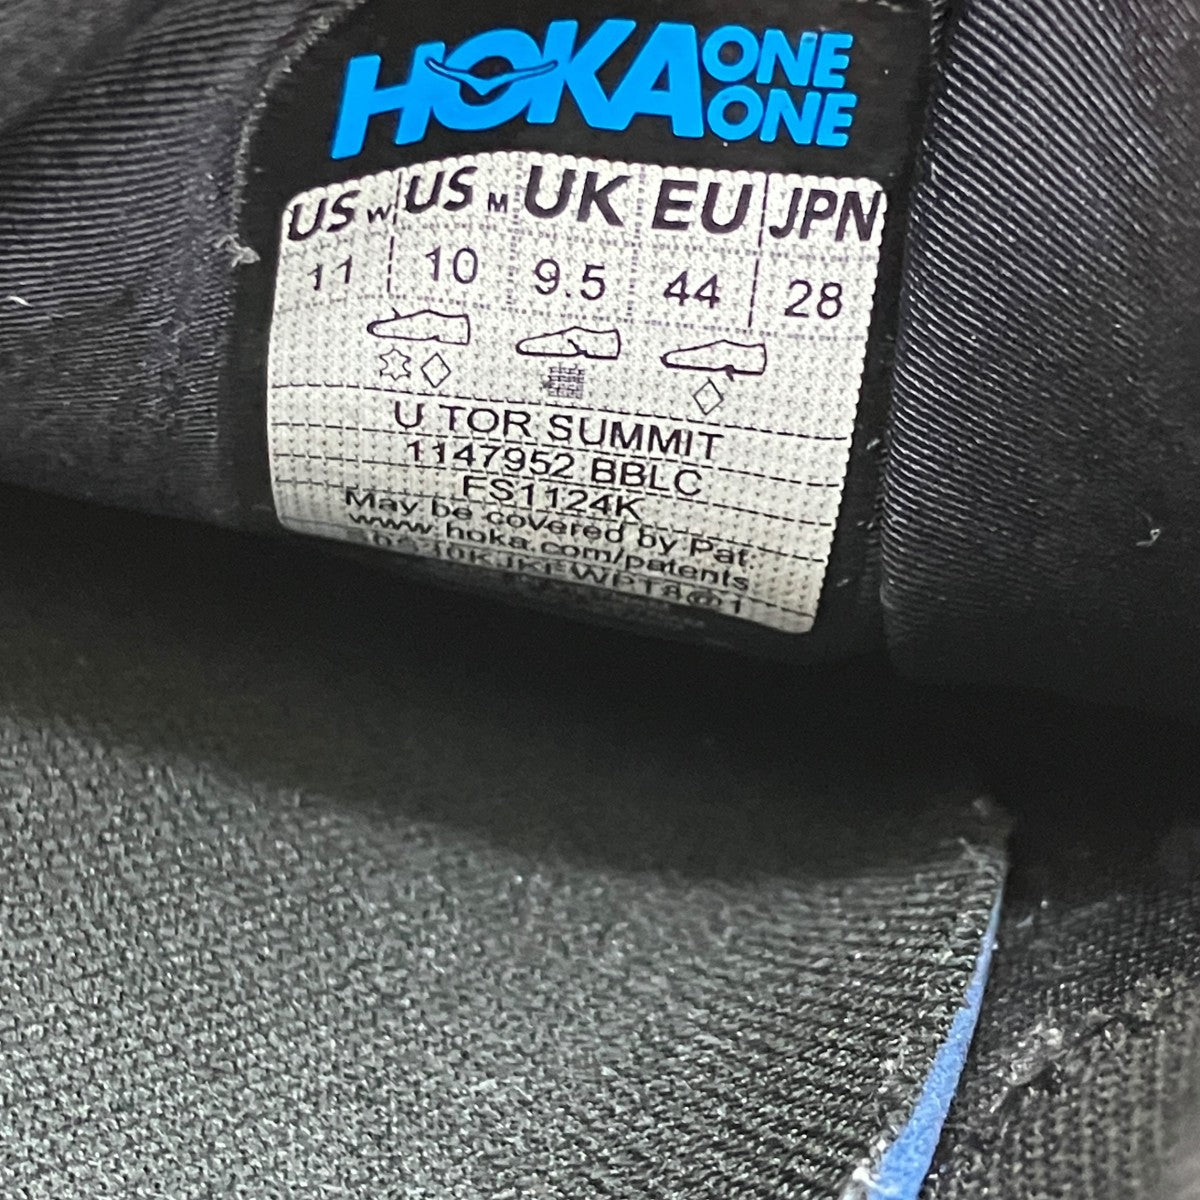 HOKA ONE ONE
US W US M UK EU JPN
11 10 9.5 44 28
U TOR SUMMIT
1147952 BBLC
FS1124K
May be covered by Pat:
www.hoka.com/patents